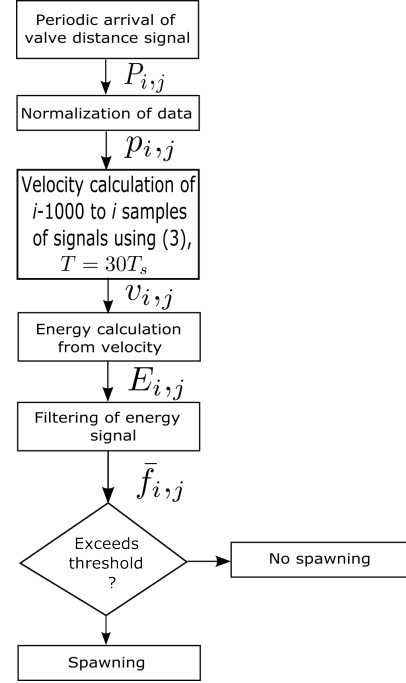 Periodic arrival of
valve distance signal
P_{i,j}
Normalization of data
p_{i,j}
Velocity calculation of
i-1000 to i samples
of signals using (3),
T = 30T_s
v_{i,j}
Energy calculation
from velocity
E_{i,j}
Filtering of energy
signal
f̄_{i,j}
Exceeds
threshold
?
No spawning
Spawning